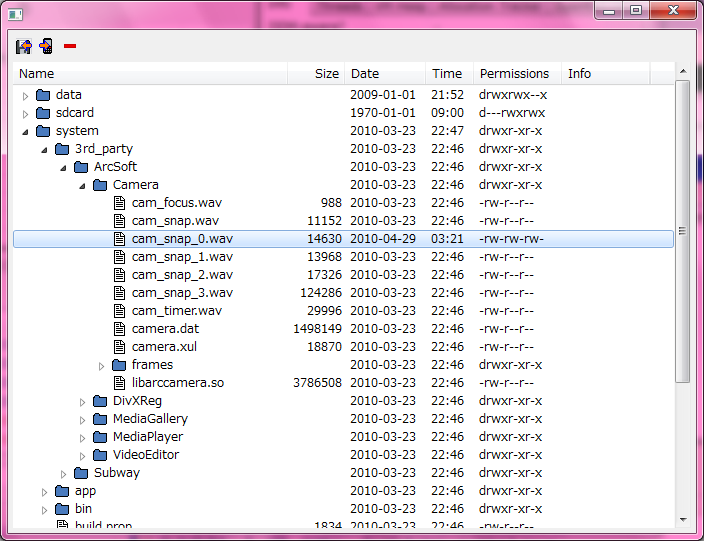 Name Size Date Time Permissions Info
data 2009-01-01 21:52 drwxrwx--x
sdcard 1970-01-01 09:00 d---rwxrwx
system 2010-03-23 22:47 drwxr-xr-x
3rd_party 2010-03-23 22:46 drwxr-xr-x
ArcSoft 2010-03-23 22:46 drwxr-xr-x
Camera 2010-03-23 22:46 drwxr-xr-x
cam_focus.wav 988 2010-03-23 22:46 -rw-r--r--
cam_snap.wav 11152 2010-03-23 22:46 -rw-r--r--
cam_snap_0.wav 14630 2010-04-29 03:21 -rw-rw-rw-
cam_snap_1.wav 13968 2010-03-23 22:46 -rw-r--r--
cam_snap_2.wav 17326 2010-03-23 22:46 -rw-r--r--
cam_snap_3.wav 124286 2010-03-23 22:46 -rw-r--r--
cam_timer.wav 29996 2010-03-23 22:46 -rw-r--r--
camera.dat 1498149 2010-03-23 22:46 -rw-r--r--
camera.xul 18870 2010-03-23 22:46 -rw-r--r--
frames 2010-03-23 22:46 drwxr-xr-x
libarccamera.so 3786508 2010-03-23 22:46 -rw-r--r--
DivXReg 2010-03-23 22:46 drwxr-xr-x
MediaGallery 2010-03-23 22:46 drwxr-xr-x
MediaPlayer 2010-03-23 22:46 drwxr-xr-x
VideoEditor 2010-03-23 22:46 drwxr-xr-x
Subway 2010-03-23 22:46 drwxr-xr-x
app 2010-03-23 22:46 drwxr-xr-x
bin 2010-03-23 22:46 drwxr-xr-x
build.prop 1834 2010-03-23 22:46 -rw-r--r--